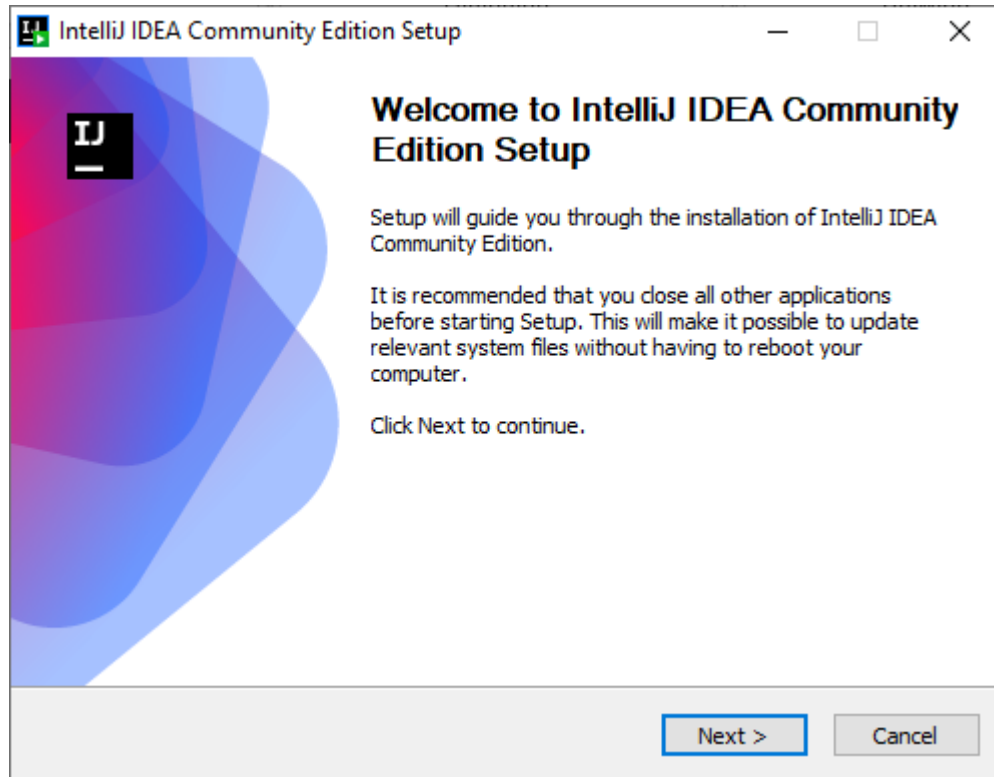 IntelliJ IDEA Community Edition Setup
IJ
Welcome to IntelliJ IDEA Community
Edition Setup
Setup will guide you through the installation of IntelliJ IDEA
Community Edition.
It is recommended that you close all other applications
before starting Setup. This will make it possible to update
relevant system files without having to reboot your
computer.
Click Next to continue.
Next >
Cancel